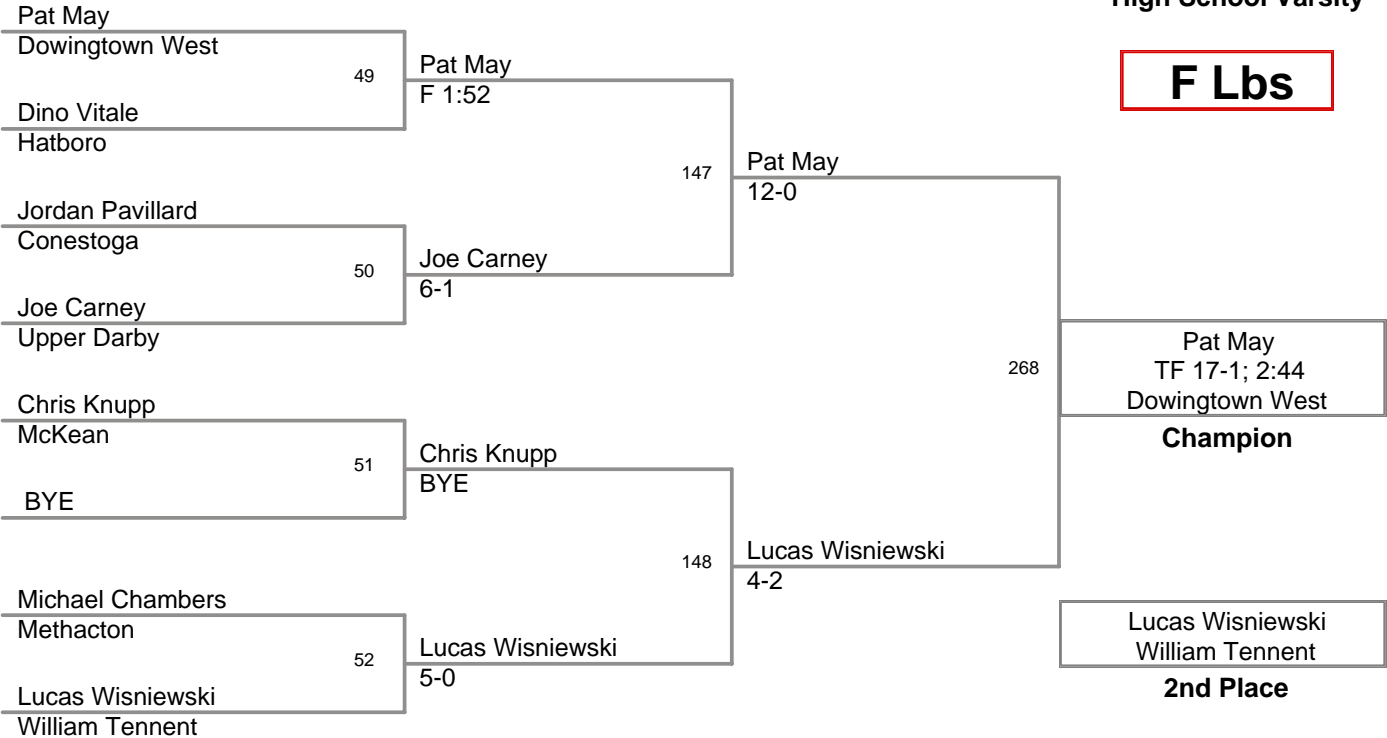 High School Varsity
F Lbs
Pat May
Dowingtown West
49
Dino Vitale
Hatboro
Pat May
F 1:52
Jordan Pavillard
Conestoga
50
Joe Carney
Upper Darby
Joe Carney
6-1
147
Pat May
12-0
Chris Knupp
McKean
51
BYE
Chris Knupp
BYE
Michael Chambers
Methacton
52
Lucas Wisniewski
William Tennent
Lucas Wisniewski
5-0
148
Lucas Wisniewski
4-2
268
Pat May
TF 17-1; 2:44
Dowingtown West
Champion
Lucas Wisniewski
William Tennent
2nd Place